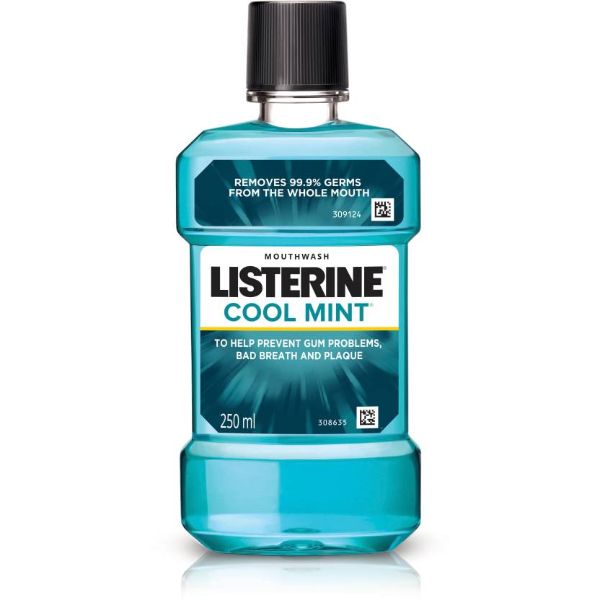 REMOVES 99.9% GERMS
FROM THE WHOLE MOUTH
309124
MOUTHWASH
LISTERINE®
COOL MINT®
TO HELP PREVENT GUM PROBLEMS,
BAD BREATH AND PLAQUE
250 ml
308635